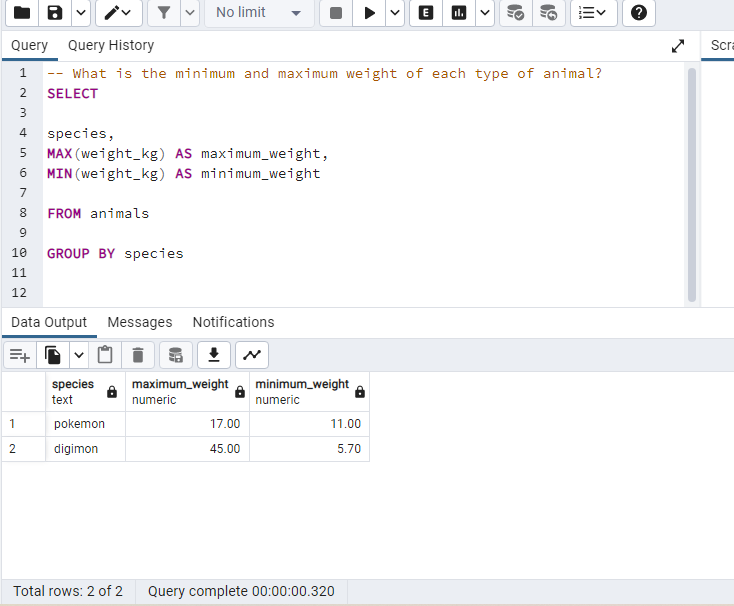 No limit
E
Query Query History
Scra
1 -- What is the minimum and maximum weight of each type of animal?
2 SELECT
3
4 species,
5 MAX(weight_kg) AS maximum_weight,
6 MIN(weight_kg) AS minimum_weight
7
8 FROM animals
9
10 GROUP BY species
11
12
Data Output Messages Notifications
species maximum_weight minimum_weight
text numeric numeric
1 pokemon 17.00 11.00
2 digimon 45.00 5.70
Total rows: 2 of 2 Query complete 00:00:00.320